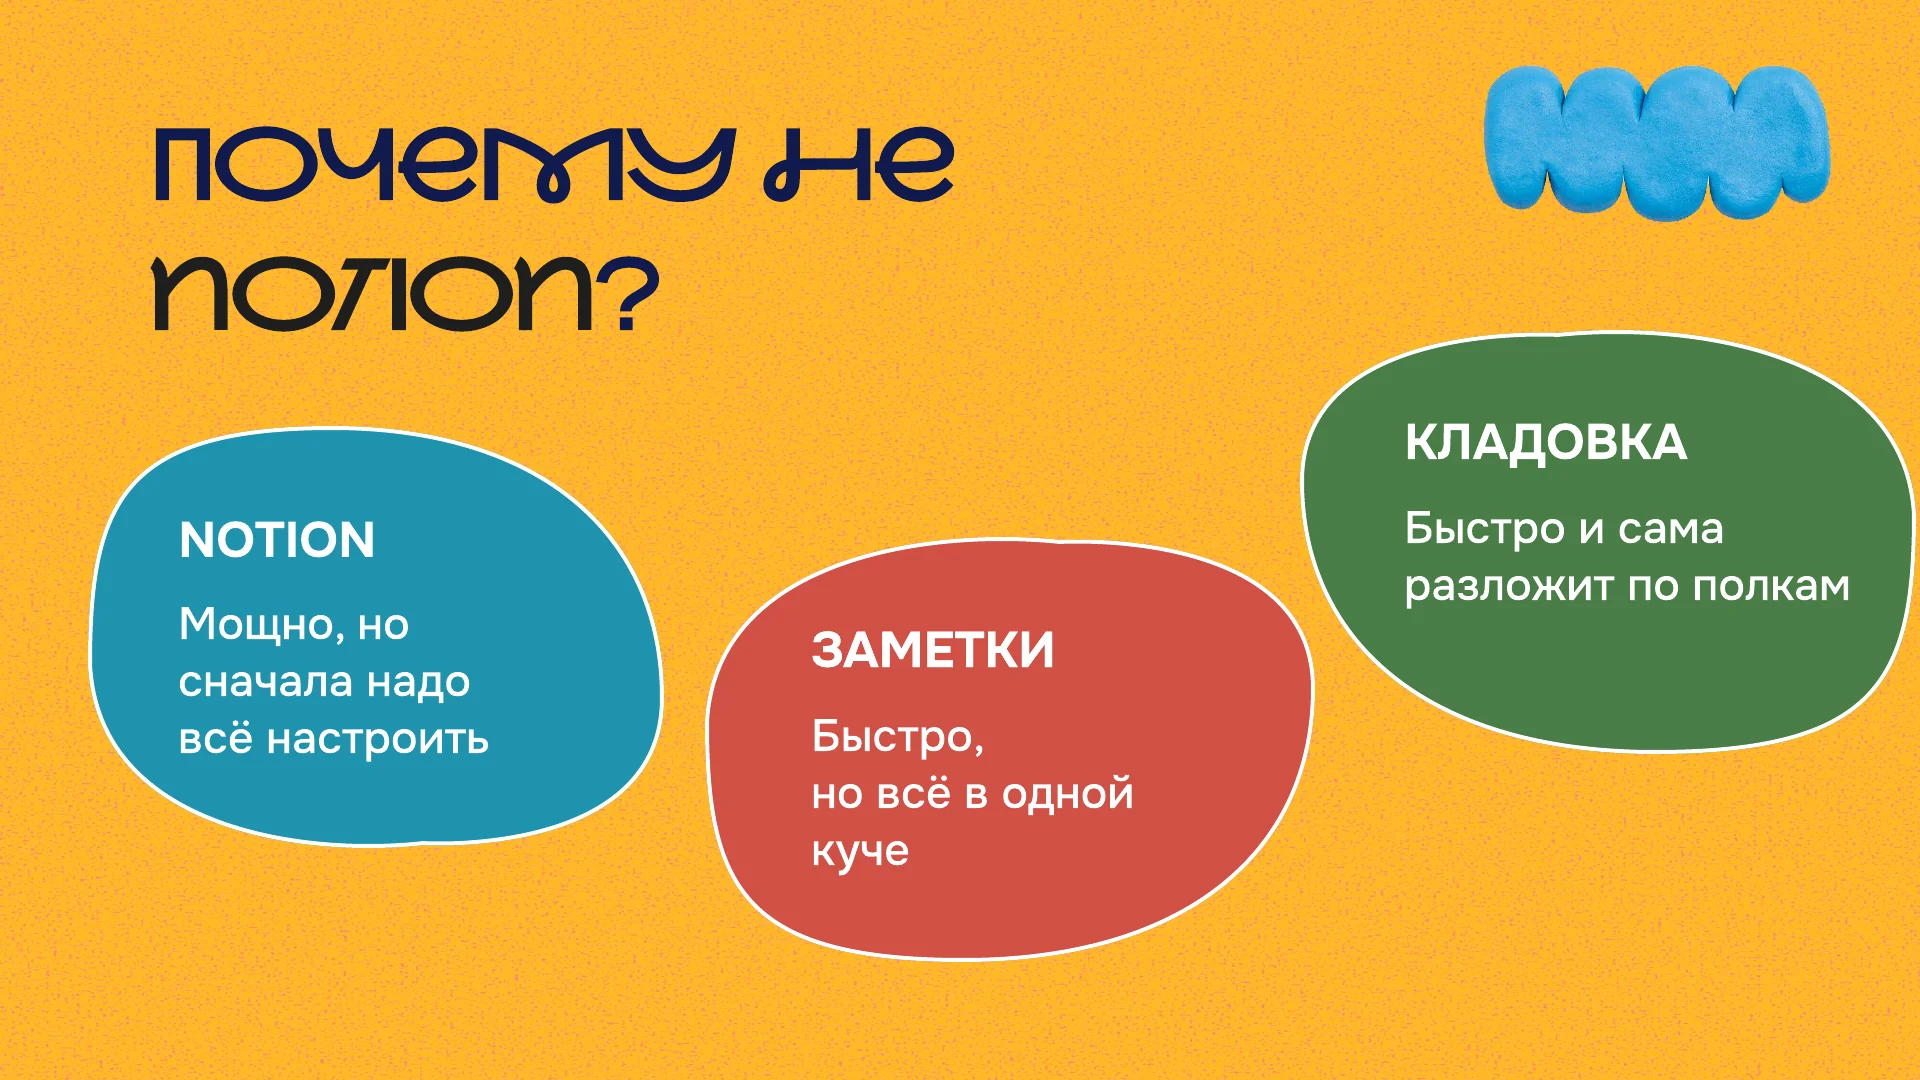 почему не
notion?
NOTION
Мощно, но
сначала надо
всё настроить
ЗАМЕТКИ
Быстро,
но всё в одной
куче
КЛАДОВКА
Быстро и сама
разложит по полкам